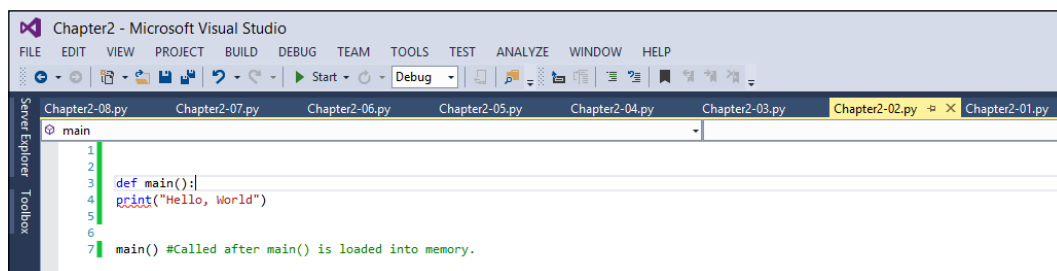 Chapter2 - Microsoft Visual Studio
FILE EDIT VIEW PROJECT BUILD DEBUG TEAM TOOLS TEST ANALYZE WINDOW HELP
Start Debug
Server Explorer
Toolbox
Chapter2-08.py Chapter2-07.py Chapter2-06.py Chapter2-05.py Chapter2-04.py Chapter2-03.py Chapter2-02.py Chapter2-01.py
main
1
2
3 def main():
4 print("Hello, World")
5
6
7 main() #Called after main() is loaded into memory.